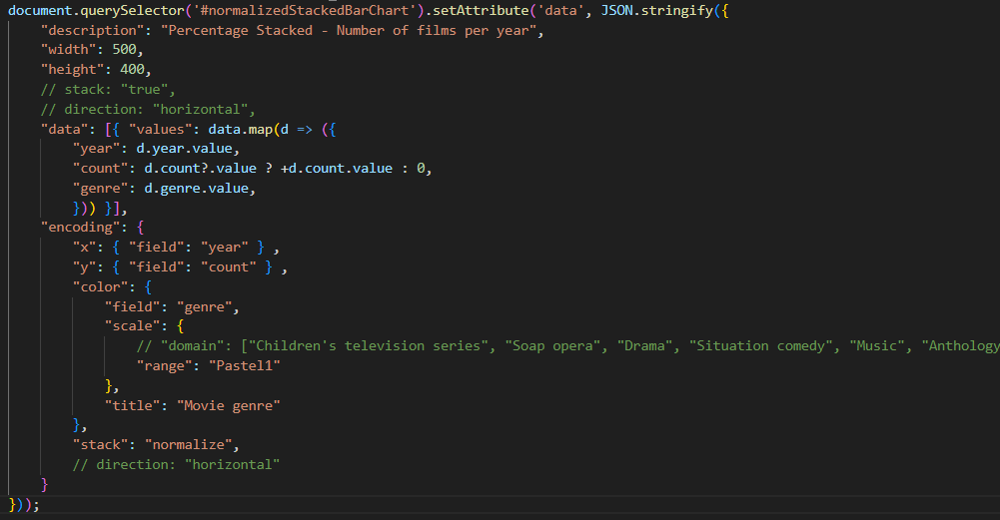 document.querySelector('#normalizedStackedBarChart').setAttribute('data', JSON.stringify({
    "description": "Percentage Stacked - Number of films per year",
    "width": 500,
    "height": 400,
    // stack: "true",
    // direction: "horizontal",
    "data": [{ "values": data.map(d => ({
        "year": d.year.value,
        "count": d.count?.value ? +d.count.value : 0,
        "genre": d.genre.value,
        })) }],
    "encoding": {
        "x": { "field": "year" } ,
        "y": { "field": "count" } ,
        "color": {
            "field": "genre",
            "scale": {
                // "domain": ["Children's television series", "Soap opera", "Drama", "Situation comedy", "Music", "Anthology
                "range": "Pastel1"
            },
            "title": "Movie genre"
        },
        "stack": "normalize",
        // direction: "horizontal"
    }
}));